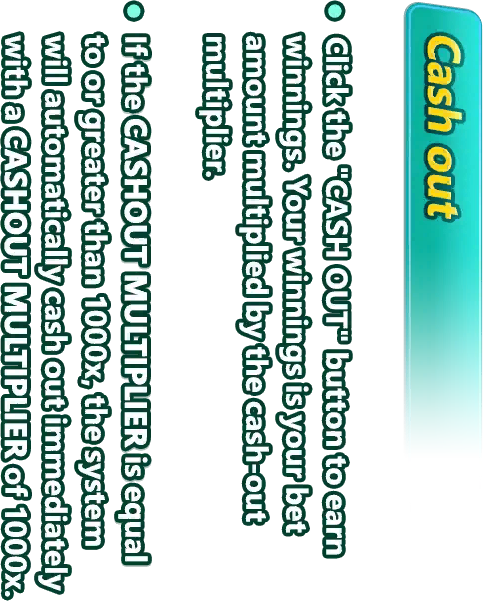 Cash out
Click the "CASH OUT" button to earn
winnings. Your winnings is your bet
amount multiplied by the cash-out
multiplier.
If the CASHOUT MULTIPLIER is equal
to or greater than 1000x, the system
will automatically cash out immediately
with a CASHOUT MULTIPLIER of 1000x.